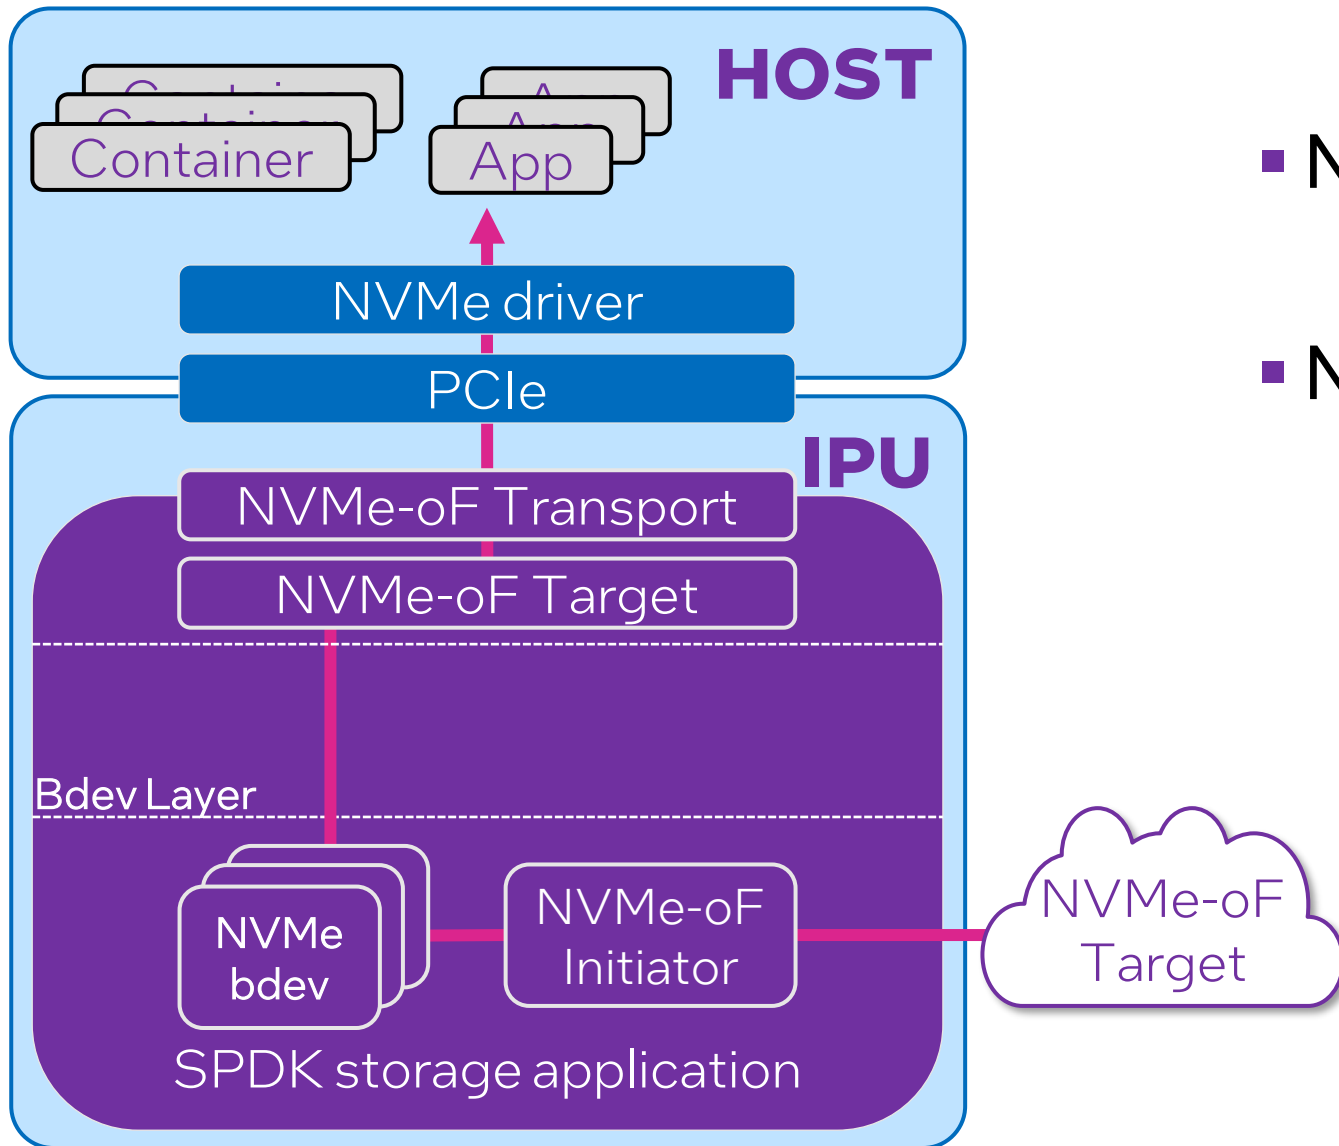 HOST
Container
App
NVMe driver
PCIe
IPU
NVMe-oF Transport
NVMe-oF Target
Bdev Layer
NVMe
bdev
NVMe-oF
Initiator
NVMe-oF
Target
SPDK storage application
▪ N
▪ N